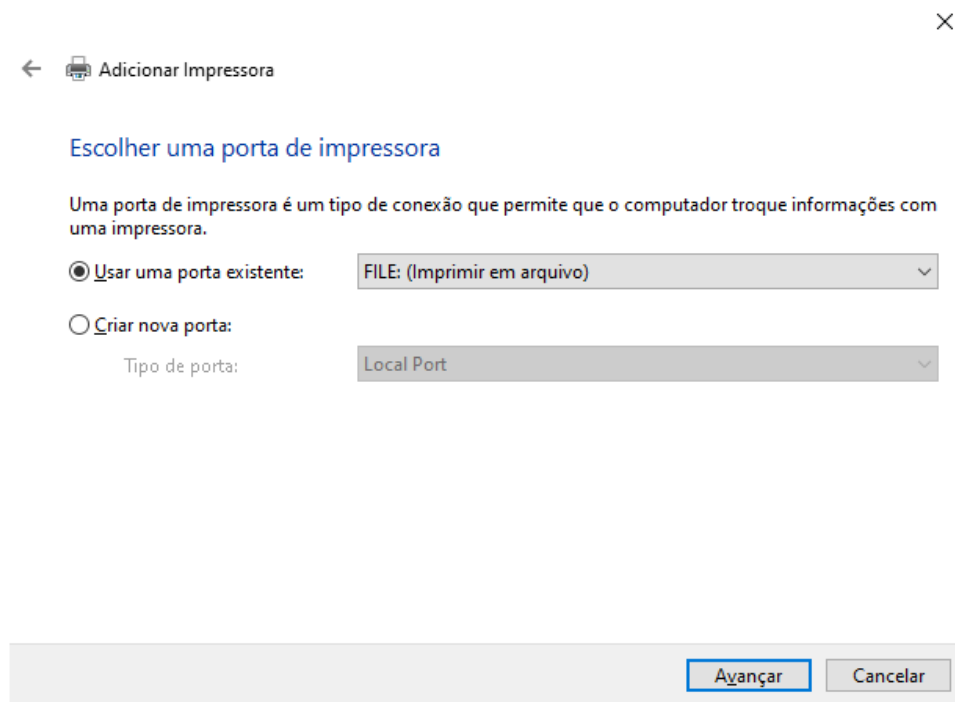 Adicionar Impressora
Escolher uma porta de impressora
Uma porta de impressora é um tipo de conexão que permite que o computador troque informações com
uma impressora.
Usar uma porta existente: FILE: (Imprimir em arquivo)
Criar nova porta:
Tipo de porta: Local Port
Avançar Cancelar